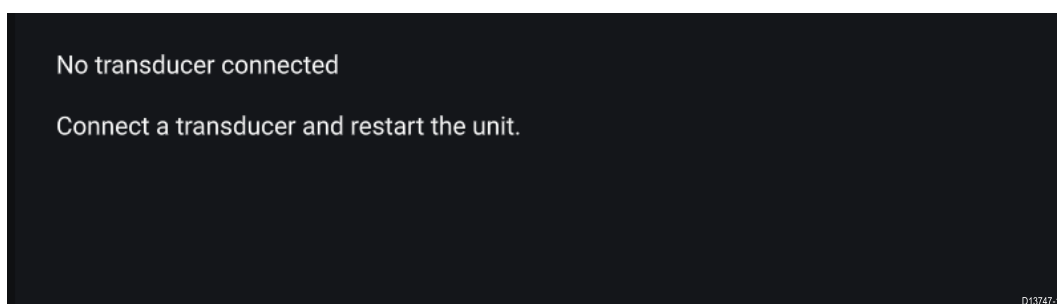 No transducer connected
Connect a transducer and restart the unit.
D13747-